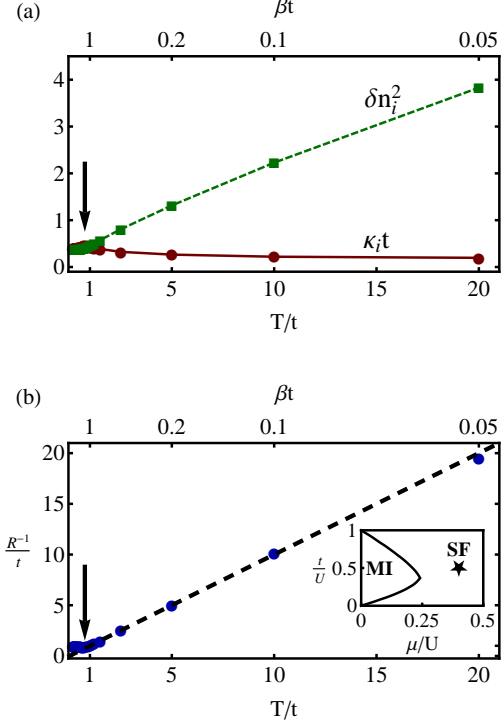 (a)
βt
1 0.2 0.1 0.05
4
3
2
1
0
δn_i^2
κ_i t
1 5 10 15 20
T/t
(b)
βt
1 0.2 0.1 0.05
20
15
10
5
0
R^{-1}/t
1 5 10 15 20
T/t
1
0.5
0
t/U
MI
SF
0 0.25 0.5
μ/U